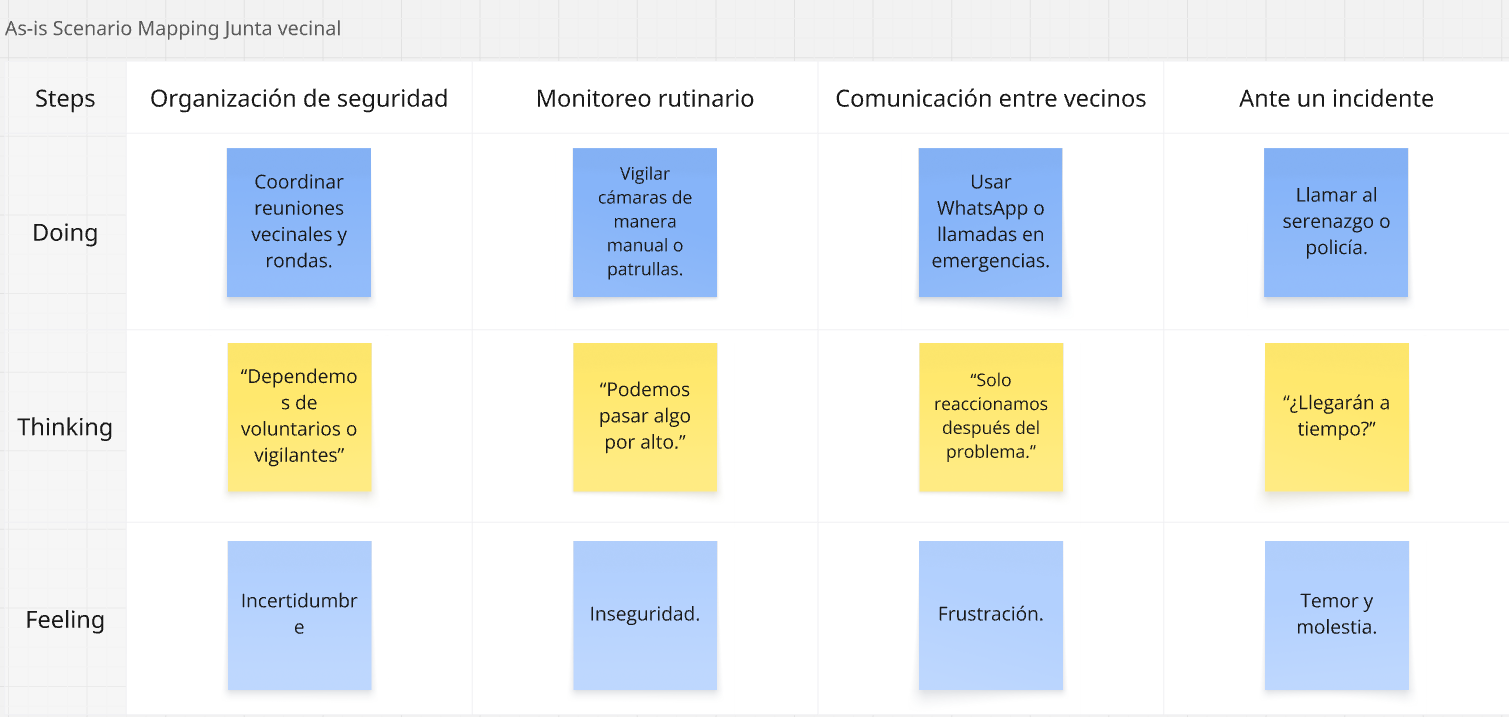 As-is Scenario Mapping Junta vecinal
Steps
Organización de seguridad
Monitoreo rutinario
Comunicación entre vecinos
Ante un incidente
Doing
Coordinar
reuniones
vecinales y
rondas.
Vigilar
cámaras de
manera
manual o
patrullas.
Usar
WhatsApp o
llamadas en
emergencias.
Llamar al
serenazgo o
policía.
Thinking
“Dependemo
s de
voluntarios o
vigilantes”
“Podemos
pasar algo
por alto.”
“Solo
reaccionamos
después del
problema.”
“¿Llegarán a
tiempo?”
Feeling
Incertidumbr
e
Inseguridad.
Frustración.
Temor y
molestia.